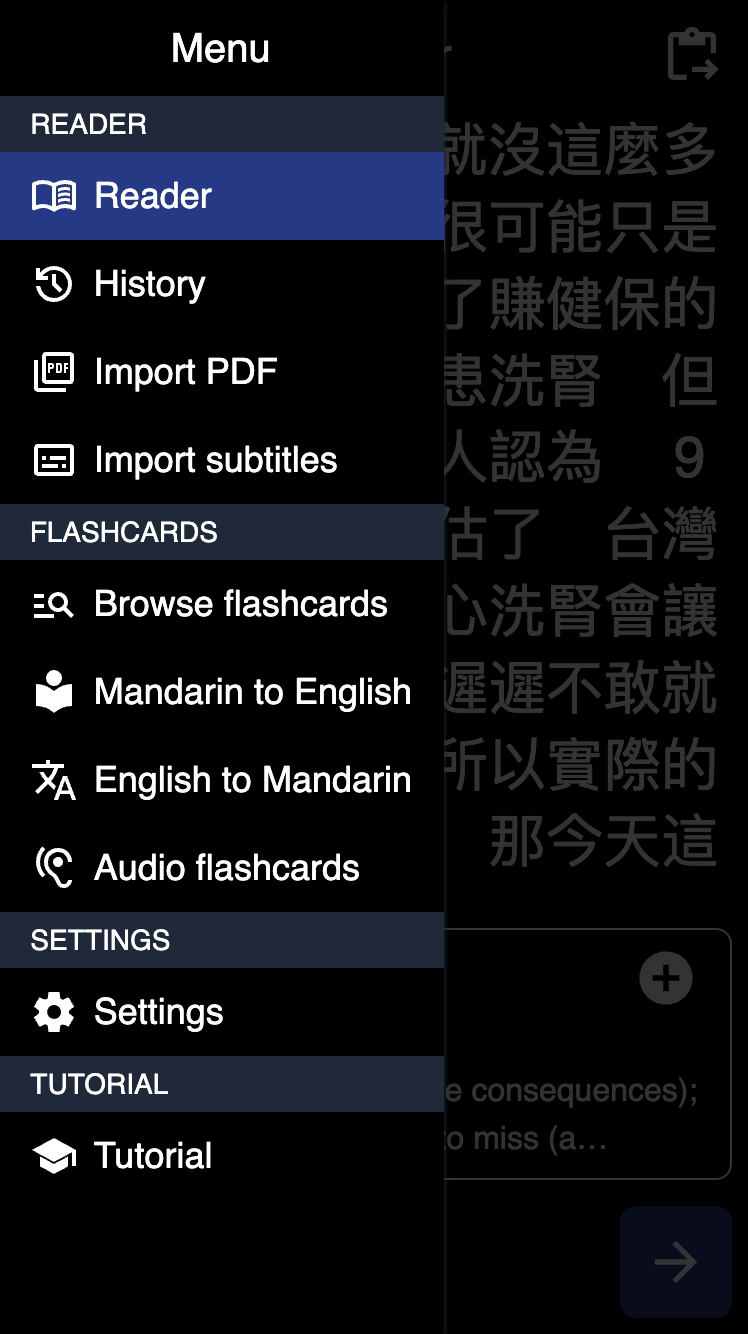 Menu
READER
Reader
History
PDF
Import PDF
Import subtitles
FLASHCARDS
Browse flashcards
Mandarin to English
English to Mandarin
Audio flashcards
SETTINGS
Settings
TUTORIAL
Tutorial
就沒這麼多
很可能只是
了賺健保的
患洗腎 但
人認為 9
估了 台灣
心洗腎會讓
遲遲不敢就
所以實際的
那今天這
e consequences);
to miss (a…